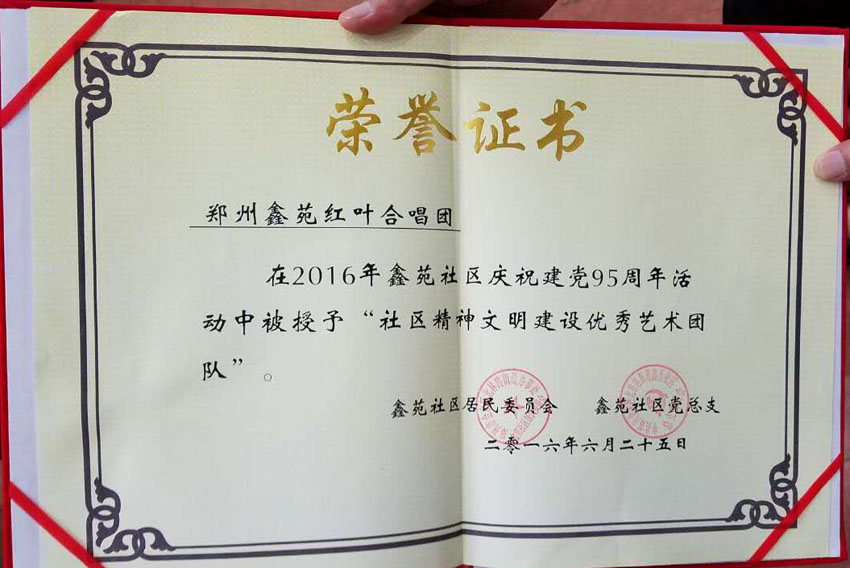 荣誉证书
郑州鑫苑红叶合唱团
在2016年鑫苑社区庆祝建党95周年活
动中被授予“社区精神文明建设优秀艺术团
队”。
鑫苑社区居民委员会 鑫苑社区党总支
二零一六年六月二十五日